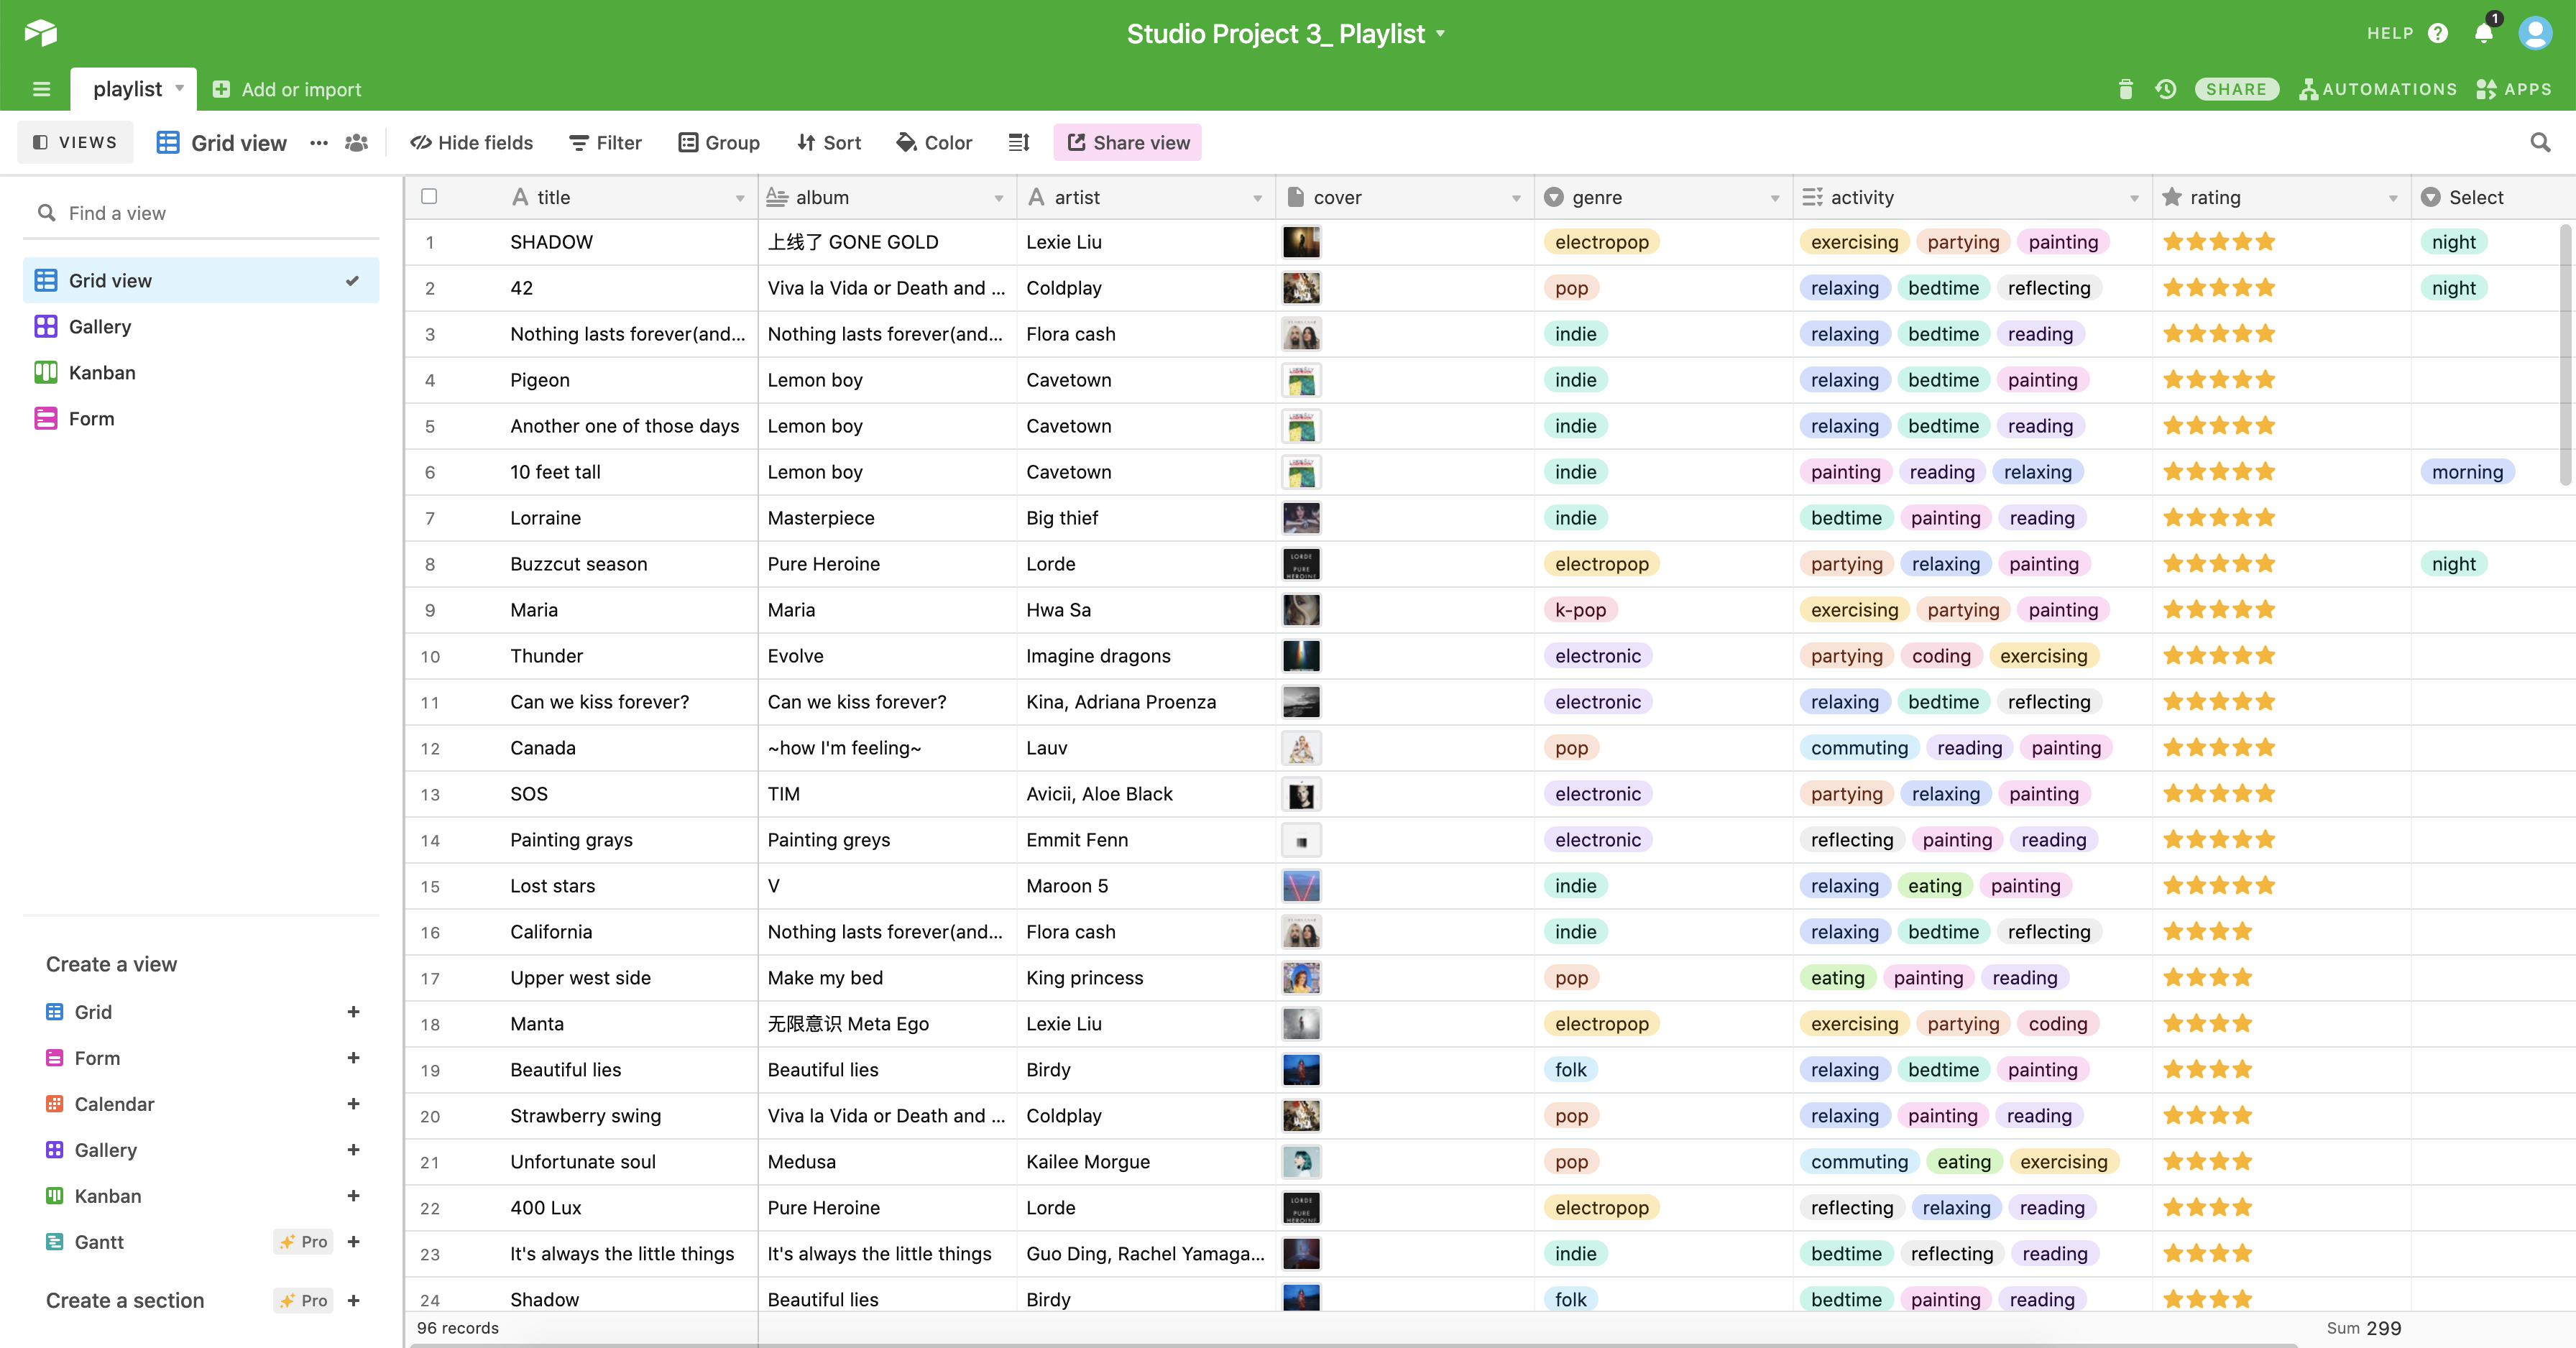 Studio Project 3_ Playlist
HELP
1
playlist
Add or import
SHARE
AUTOMATIONS
APPS
VIEWS
Grid view
Hide fields
Filter
Group
Sort
Color
Share view
Find a view
Grid view
Gallery
Kanban
Form
Create a view
Grid
Form
Calendar
Gallery
Kanban
Gantt Pro
Create a section Pro
title album artist cover genre activity rating Select
1 SHADOW 上线了 GONE GOLD Lexie Liu electropop exercising partying painting night
2 42 Viva la Vida or Death and ... Coldplay pop relaxing bedtime reflecting night
3 Nothing lasts forever(and... Nothing lasts forever(and... Flora cash indie relaxing bedtime reading
4 Pigeon Lemon boy Cavetown indie relaxing bedtime painting
5 Another one of those days Lemon boy Cavetown indie relaxing bedtime reading
6 10 feet tall Lemon boy Cavetown indie painting reading relaxing morning
7 Lorraine Masterpiece Big thief indie bedtime painting reading
8 Buzzcut season Pure Heroine Lorde LORDE PURE HEROINE electropop partying relaxing painting night
9 Maria Maria Hwa Sa k-pop exercising partying painting
10 Thunder Evolve Imagine dragons electronic partying coding exercising
11 Can we kiss forever? Can we kiss forever? Kina, Adriana Proenza electronic relaxing bedtime reflecting
12 Canada ~how I'm feeling~ Lauv pop commuting reading painting
13 SOS TIM Avicii, Aloe Black electronic partying relaxing painting
14 Painting grays Painting greys Emmit Fenn electronic reflecting painting reading
15 Lost stars V Maroon 5 indie relaxing eating painting
16 California Nothing lasts forever(and... Flora cash indie relaxing bedtime reflecting
17 Upper west side Make my bed King princess pop eating painting reading
18 Manta 无限意识 Meta Ego Lexie Liu electropop exercising partying coding
19 Beautiful lies Beautiful lies Birdy folk relaxing bedtime painting
20 Strawberry swing Viva la Vida or Death and ... Coldplay pop relaxing painting reading
21 Unfortunate soul Medusa Kailee Morgue pop commuting eating exercising
22 400 Lux Pure Heroine Lorde LORDE PURE HEROINE electropop reflecting relaxing reading
23 It's always the little things It's always the little things Guo Ding, Rachel Yamaga... indie bedtime reflecting reading
24 Shadow Beautiful lies Birdy folk bedtime painting reading
96 records
Sum 299